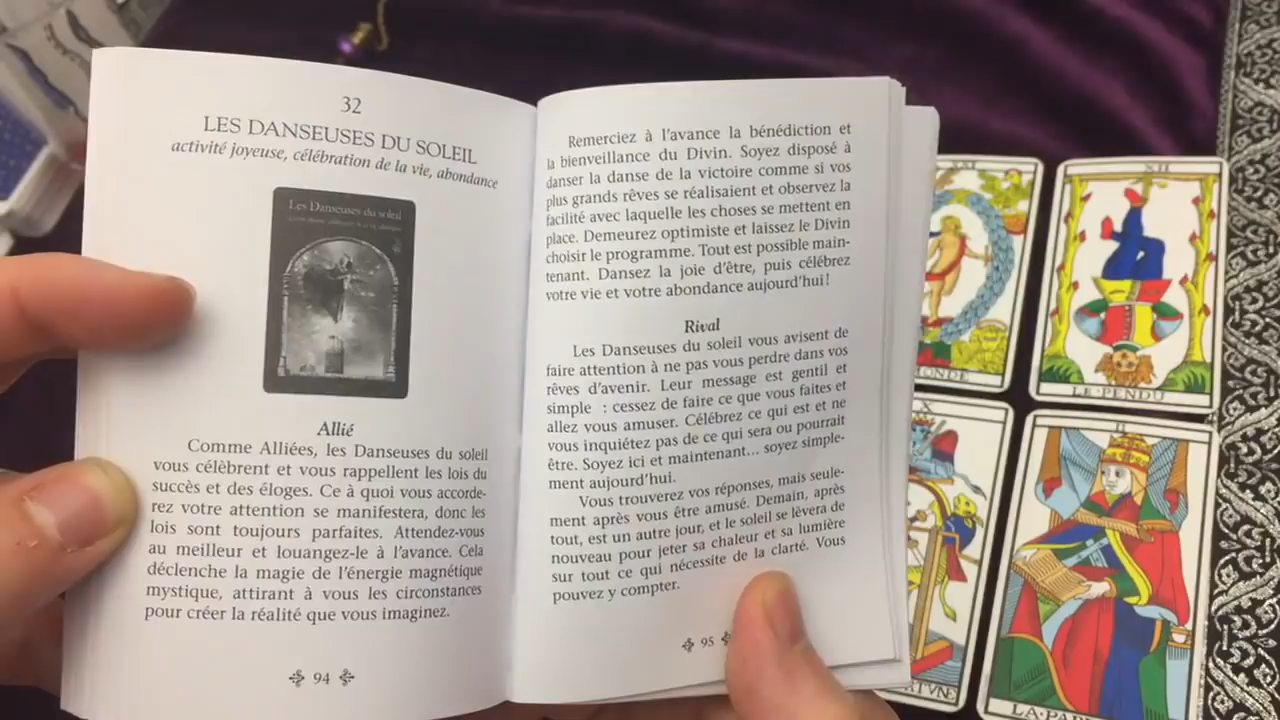 32
LES DANSEUSES DU SOLEIL
activité joyeuse, célébration de la vie, abondance
Les Danseuses du soleil
Allié
Comme Alliées, les Danseuses du soleil
vous célèbrent et vous rappellent les lois du
succès et des éloges. Ce à quoi vous accorde-
rez votre attention se manifestera, donc les
lois sont toujours parfaites. Attendez-vous
au meilleur et louangez-le à l'avance. Cela
déclenche la magie de l'énergie magnétique
mystique, attirant à vous les circonstances
pour créer la réalité que vous imaginez.
94
Remerciez à l'avance la bénédiction et
la bienveillance du Divin. Soyez disposé à
danser la danse de la victoire comme si vos
plus grands rêves se réalisaient et observez la
facilité avec laquelle les choses se mettent en
place. Demeurez optimiste et laissez le Divin
choisir le programme. Tout est possible main-
tenant. Dansez la joie d'être, puis célébrez
votre vie et votre abondance aujourd'hui!
Rival
Les Danseuses du soleil vous avisent de
faire attention à ne pas vous perdre dans vos
rêves d'avenir. Leur message est gentil et
simple : cessez de faire ce que vous faites et
allez vous amuser. Célébrez ce qui est et ne
vous inquiétez pas de ce qui sera ou pourrait
être. Soyez ici et maintenant... soyez simple-
ment aujourd'hui.
Vous trouverez vos réponses, mais seule-
ment après vous être amusé. Demain, après
tout, est un autre jour, et le soleil se lèvera de
nouveau pour jeter sa chaleur et sa lumière
sur tout ce qui nécessite de la clarté. Vous
pouvez y compter.
95
XXI
ONDE
XII
LE·PENDU
X
RTVNE
II
LA·PA